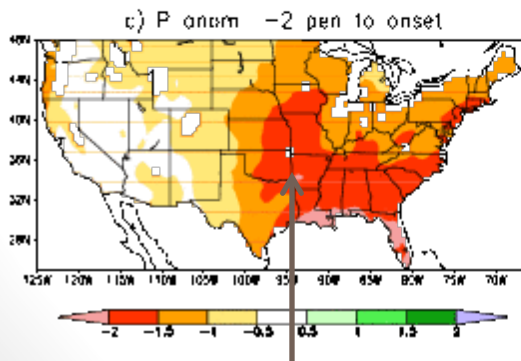 c) P anom -2 pen to onset
48N
44N
40N
36N
32N
28N
125W 120W 115W 110W 105W 100W 95W 90W 85W 80W 75W 70W
-2 -1.5 -1 -0.5 0.5 1 1.5 2